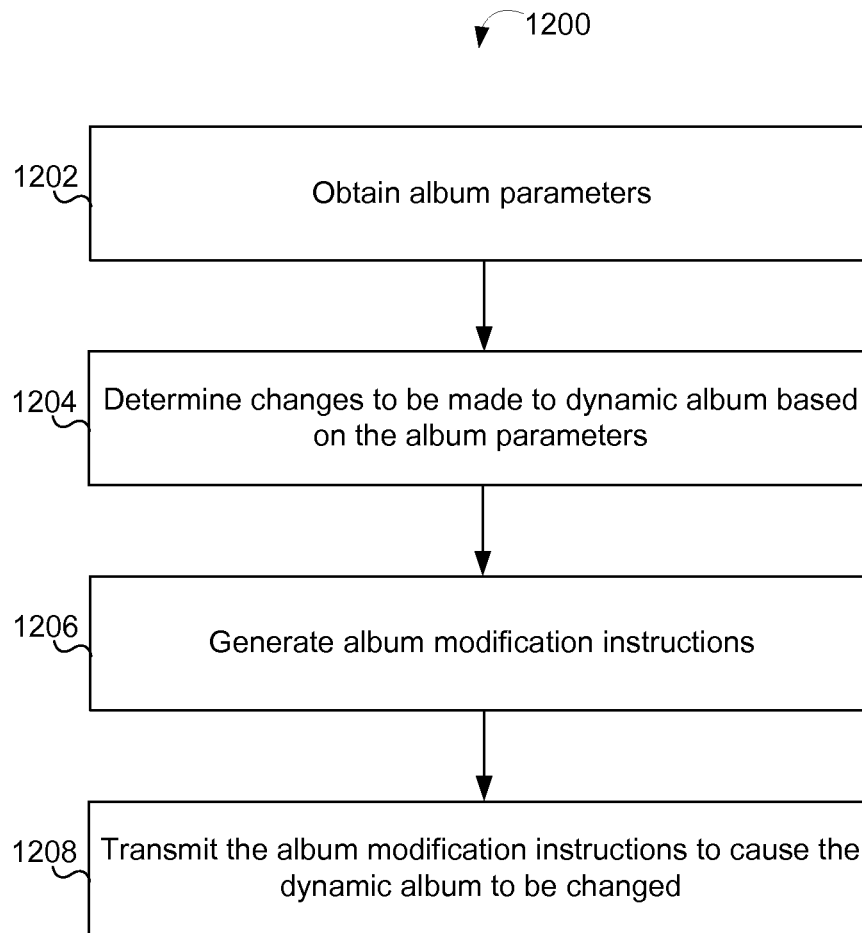 1200
1202
Obtain album parameters
1204
Determine changes to be made to dynamic album based
on the album parameters
1206
Generate album modification instructions
1208
Transmit the album modification instructions to cause the
dynamic album to be changed